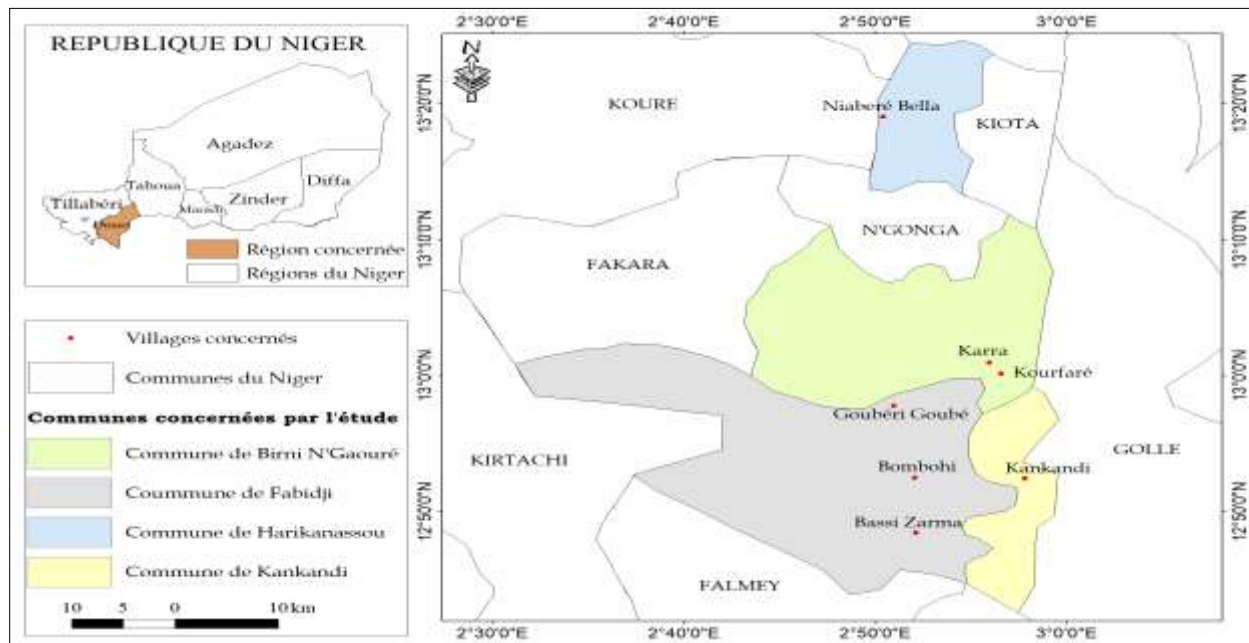 REPUBLIQUE DU NIGER
Agadez
Tahoua
Diffa
Zinder
Maradi
Tillabéri
Dosso
Région concernée
Régions du Niger
Villages concernés
Communes du Niger
Communes concernées par l'étude
Commune de Birni N'Gaouré
Coummune de Fabidji
Commune de Harikanassou
Commune de Kankandi
10 5 0 10 km
2°30'0"E 2°40'0"E 2°50'0"E 3°0'0"E
N
13°20'0"N
13°10'0"N
13°0'0"N
12°50'0"N
KOURE
Niaberé Bella
KIOTA
N'GONGA
FAKARA
Karra
Kourfaré
Goubéri Goubé
GOLLE
KIRTACHI
Bombohi
Kankandi
Bassi Zarma
FALMEY
13°20'0"N
13°10'0"N
13°0'0"N
12°50'0"N
2°30'0"E 2°40'0"E 2°50'0"E 3°0'0"E